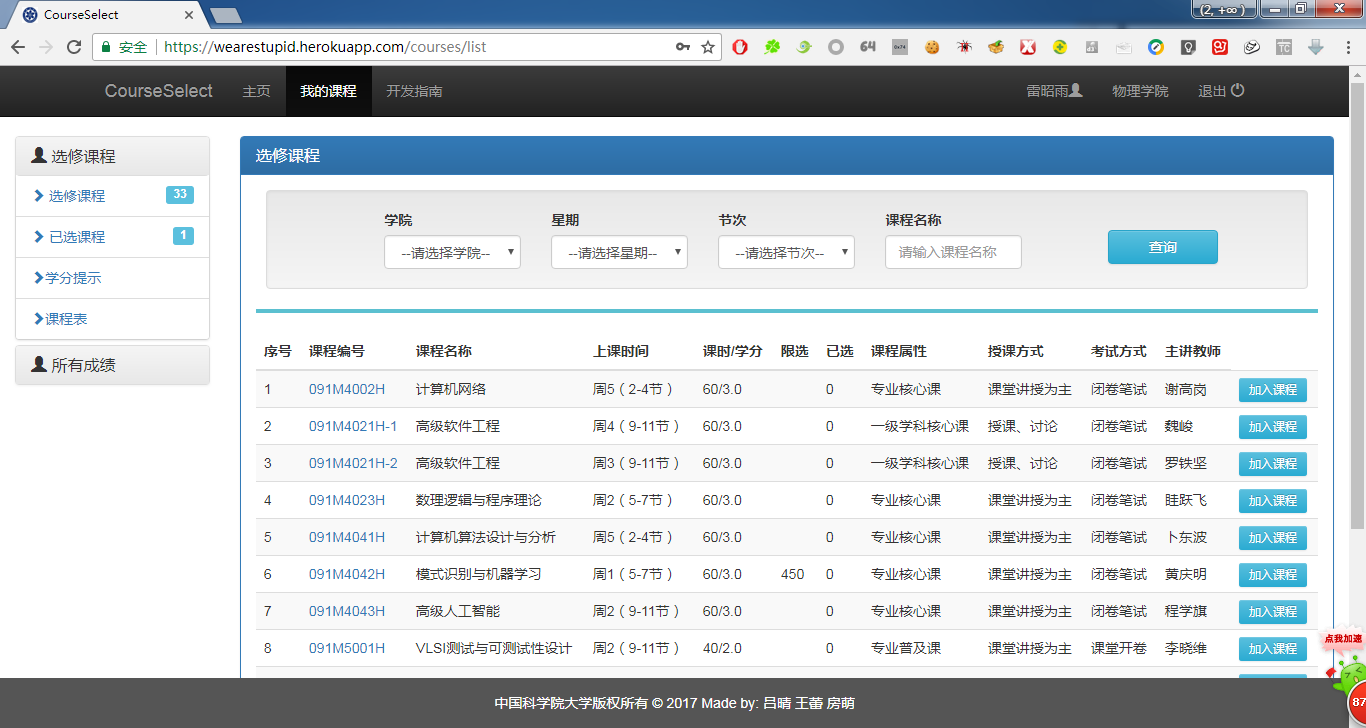 CourseSelect
(2, +∞)
安全 https://wearestupid.herokuapp.com/courses/list
64
0x74
TC
CourseSelect 主页 我的课程 开发指南 雷昭雨 物理学院 退出
选修课程
选修课程 33
已选课程 1
学分提示
课程表
所有成绩
选修课程
学院 星期 节次 课程名称
--请选择学院-- --请选择星期-- --请选择节次-- 请输入课程名称 查询
序号 课程编号 课程名称 上课时间 课时/学分 限选 已选 课程属性 授课方式 考试方式 主讲教师
1 091M4002H 计算机网络 周5（2-4节） 60/3.0 0 专业核心课 课堂讲授为主 闭卷笔试 谢高岗 加入课程
2 091M4021H-1 高级软件工程 周4（9-11节） 60/3.0 0 一级学科核心课 授课、讨论 闭卷笔试 魏峻 加入课程
3 091M4021H-2 高级软件工程 周3（9-11节） 60/3.0 0 一级学科核心课 授课、讨论 闭卷笔试 罗铁坚 加入课程
4 091M4023H 数理逻辑与程序理论 周2（5-7节） 60/3.0 0 专业核心课 课堂讲授为主 闭卷笔试 眭跃飞 加入课程
5 091M4041H 计算机算法设计与分析 周5（2-4节） 60/3.0 0 专业核心课 课堂讲授为主 闭卷笔试 卜东波 加入课程
6 091M4042H 模式识别与机器学习 周1（5-7节） 60/3.0 450 0 专业核心课 课堂讲授为主 闭卷笔试 黄庆明 加入课程
7 091M4043H 高级人工智能 周2（9-11节） 60/3.0 0 专业核心课 课堂讲授为主 闭卷笔试 程学旗 加入课程
8 091M5001H VLSI测试与可测试性设计 周2（9-11节） 40/2.0 0 专业普及课 课堂讲授为主 课堂开卷 李晓维 加入课程
点我加速
87
中国科学院大学版权所有 © 2017 Made by: 吕晴 王蕾 房萌